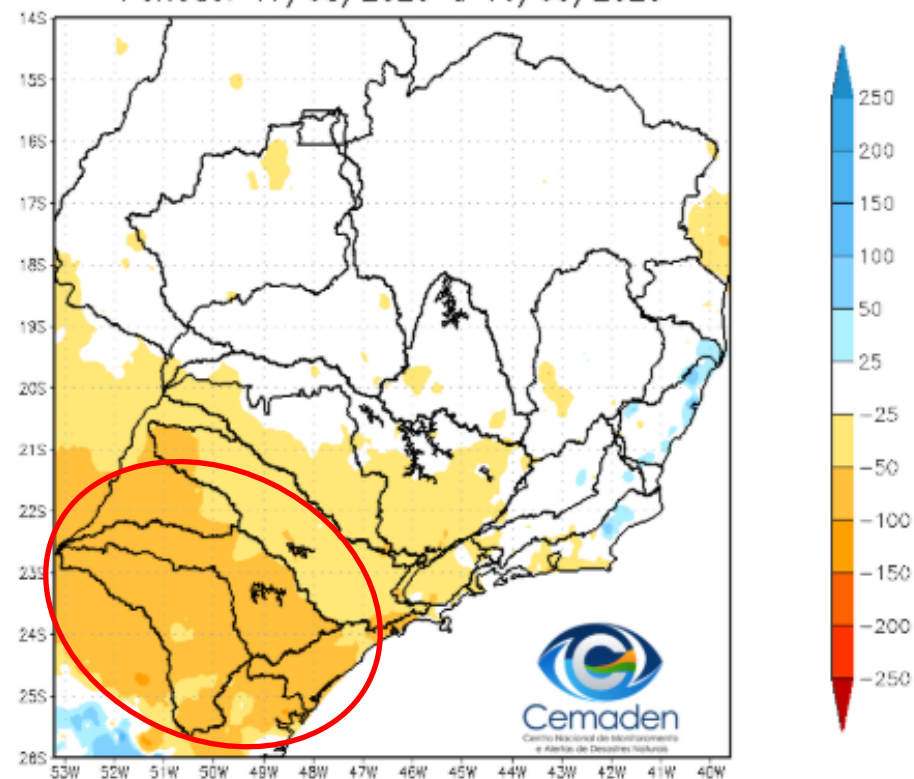 14S
15S
16S
17S
18S
19S
20S
21S
22S
23S
24S
25S
26S
53W 52W 51W 50W 49W 48W 47W 46W 45W 44W 43W 42W 41W 40W
250
200
150
100
50
25
-25
-50
-100
-150
-200
-250
Cemaden
Centro Nacional de Monitoramento
e Alertas de Desastres Naturais